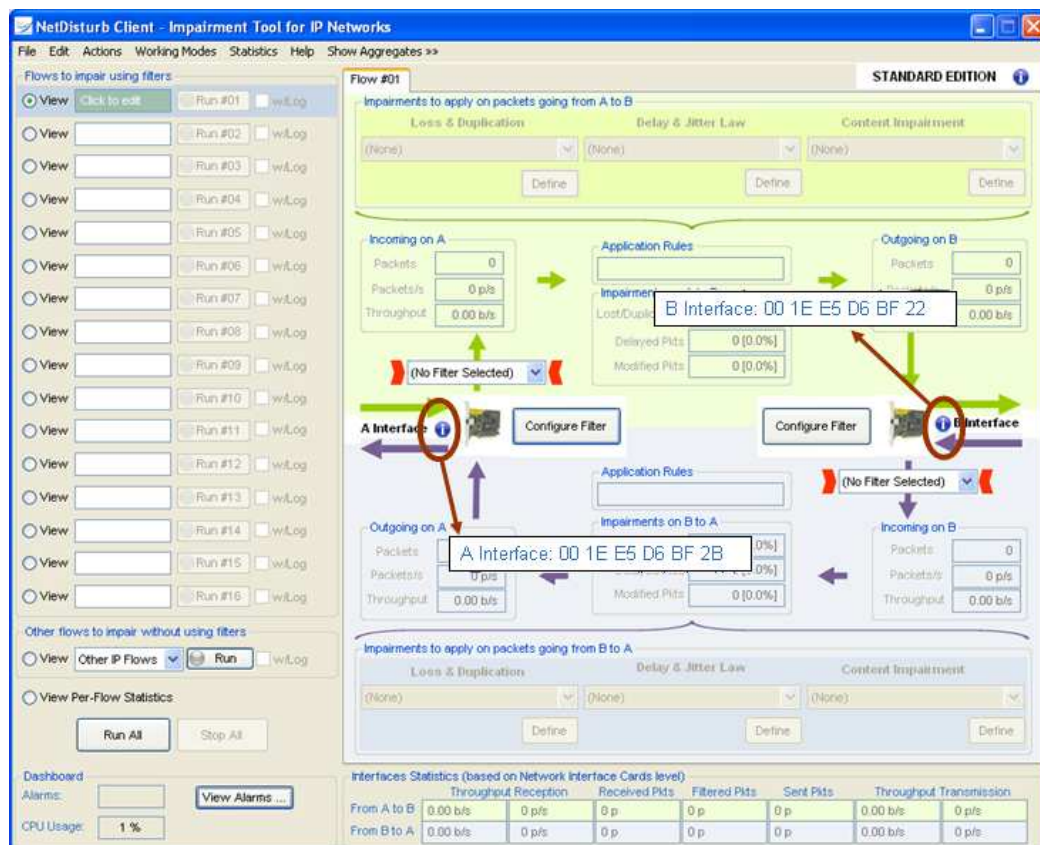 NetDisturb Client - Impairment Tool for IP Networks
File Edit Actions Working Modes Statistics Help Show Aggregates »
Flows to impair using filters
View Click to edit Run #01 w/Log
View Run #02 w/Log
View Run #03 w/Log
View Run #04 w/Log
View Run #05 w/Log
View Run #06 w/Log
View Run #07 w/Log
View Run #08 w/Log
View Run #09 w/Log
View Run #10 w/Log
View Run #11 w/Log
View Run #12 w/Log
View Run #13 w/Log
View Run #14 w/Log
View Run #15 w/Log
View Run #16 w/Log
Other flows to impair without using filters
View Other IP Flows Run w/Log
View Per-Flow Statistics
Run All Stop All
Dashboard
Alarms: View Alarms ...
CPU Usage: 1 %
Flow #01 STANDARD EDITION
Impairments to apply on packets going from A to B
Loss & Duplication Delay & Jitter Law Content Impairment
(None) (None) (None)
Define Define Define
Incoming on A
Packets 0
Packets/s 0 p/s
Throughput 0.00 b/s
Application Rules
Lost/Duplic
B Interface: 00 1E E5 D6 BF 22
Delayed Pkts 0 [0.0%]
Modified Pkts 0 [0.0%]
Outgoing on B
Packets 0
0 p/s
0.00 b/s
(No Filter Selected)
A Interface Configure Filter Configure Filter B Interface
(No Filter Selected)
Application Rules
Outgoing on A
Packets
Packets/s 0 p/s
Throughput 0.00 b/s
Impairments on B to A
A Interface: 00 1E E5 D6 BF 2B
Modified Pkts 0 [0.0%]
Incoming on B
Packets 0
Packets/s 0 p/s
Throughput 0.00 b/s
Impairments to apply on packets going from B to A
Loss & Duplication Delay & Jitter Law Content Impairment
(None) (None) (None)
Define Define Define
Interfaces Statistics (based on Network Interface Cards level)
Throughput Reception Received Pkts Filtered Pkts Sent Pkts Throughput Transmission
From A to B 0.00 b/s 0 p/s 0 p 0 p 0 p 0.00 b/s 0 p/s
From B to A 0.00 b/s 0 p/s 0 p 0 p 0 p 0.00 b/s 0 p/s